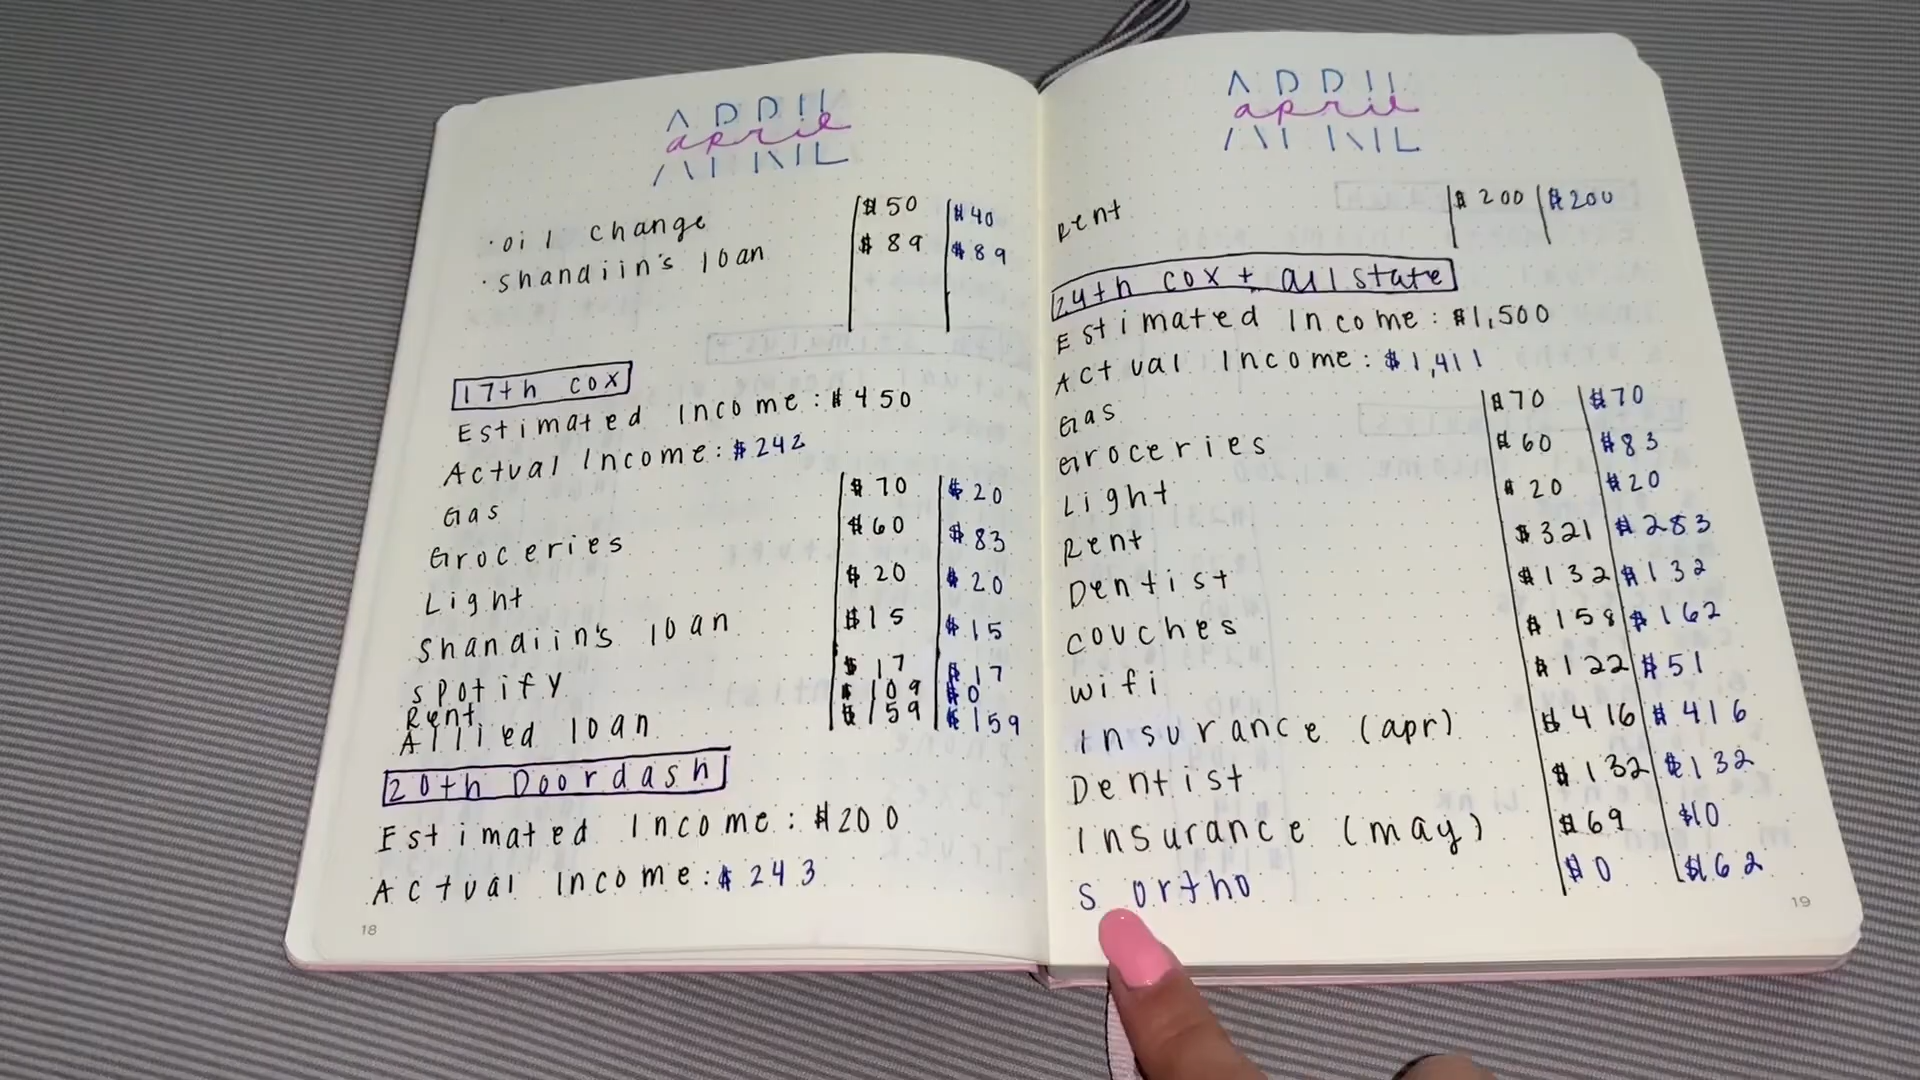 APRIL
april
· oil change $50 $40
· shandiin's loan $89 $89
17th cox
Estimated Income: $450
Actual Income: $242
Gas $70 $20
Groceries $60 $83
Light $20 $20
Shandiin's loan $15 $15
Spotify $17 $17
Rent $109 $0
Allied loan $159 $159
20th Doordash
Estimated Income: $200
Actual Income: $243
18
APRIL
april
Rent $200 $200
24th cox + allstate
Estimated Income: $1,500
Actual Income: $1,411
Gas $70 $70
Groceries $60 $83
Light $20 $20
Rent $321 $283
Dentist $132 $132
couches $158 $162
wifi $122 $51
Insurance (apr) $416 $416
Dentist $132 $132
Insurance (may) $69 $10
S ortho $0 $162
19